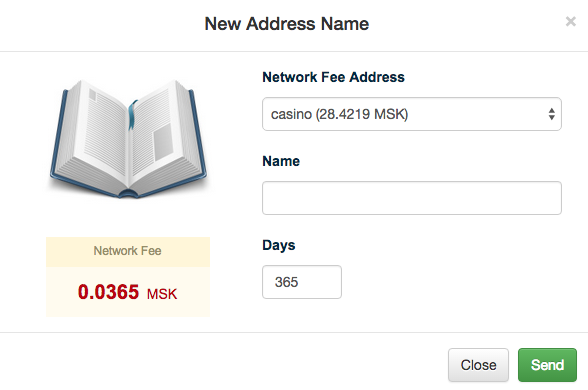 New Address Name
×
Network Fee Address
casino (28.4219 MSK)
Name
Network Fee
0.0365 MSK
Days
365
Close
Send